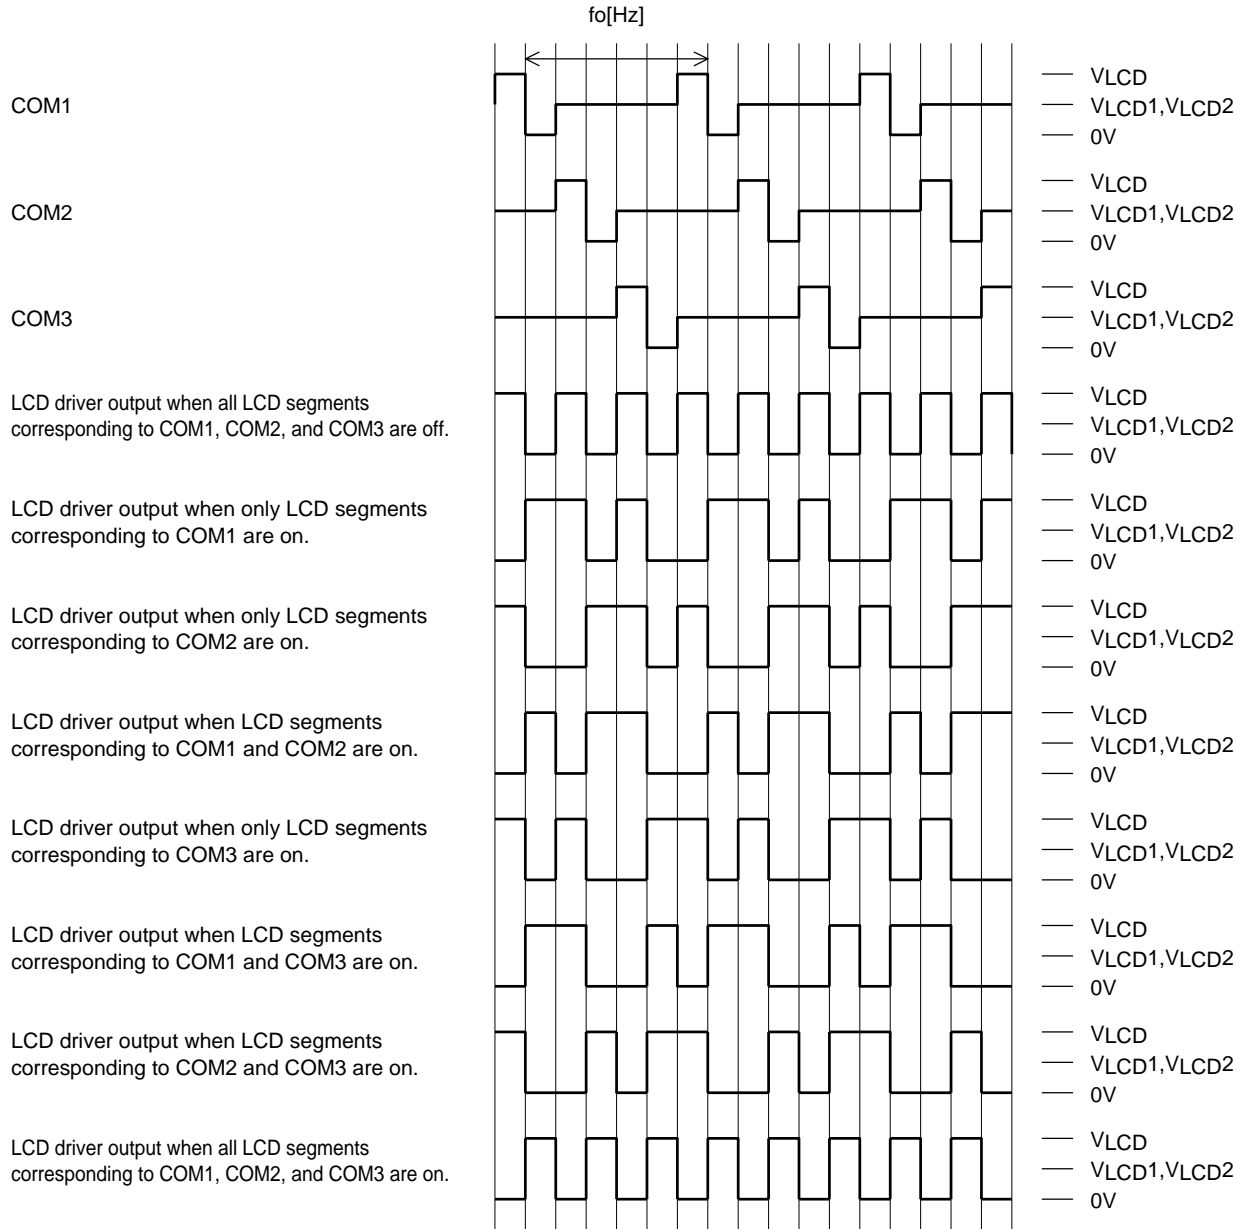 fo[Hz]
COM1
VLCD
VLCD1,VLCD2
0V
COM2
VLCD
VLCD1,VLCD2
0V
COM3
VLCD
VLCD1,VLCD2
0V
LCD driver output when all LCD segments
corresponding to COM1, COM2, and COM3 are off.
VLCD
VLCD1,VLCD2
0V
LCD driver output when only LCD segments
corresponding to COM1 are on.
VLCD
VLCD1,VLCD2
0V
LCD driver output when only LCD segments
corresponding to COM2 are on.
VLCD
VLCD1,VLCD2
0V
LCD driver output when LCD segments
corresponding to COM1 and COM2 are on.
VLCD
VLCD1,VLCD2
0V
LCD driver output when only LCD segments
corresponding to COM3 are on.
VLCD
VLCD1,VLCD2
0V
LCD driver output when LCD segments
corresponding to COM1 and COM3 are on.
VLCD
VLCD1,VLCD2
0V
LCD driver output when LCD segments
corresponding to COM2 and COM3 are on.
VLCD
VLCD1,VLCD2
0V
LCD driver output when all LCD segments
corresponding to COM1, COM2, and COM3 are on.
VLCD
VLCD1,VLCD2
0V